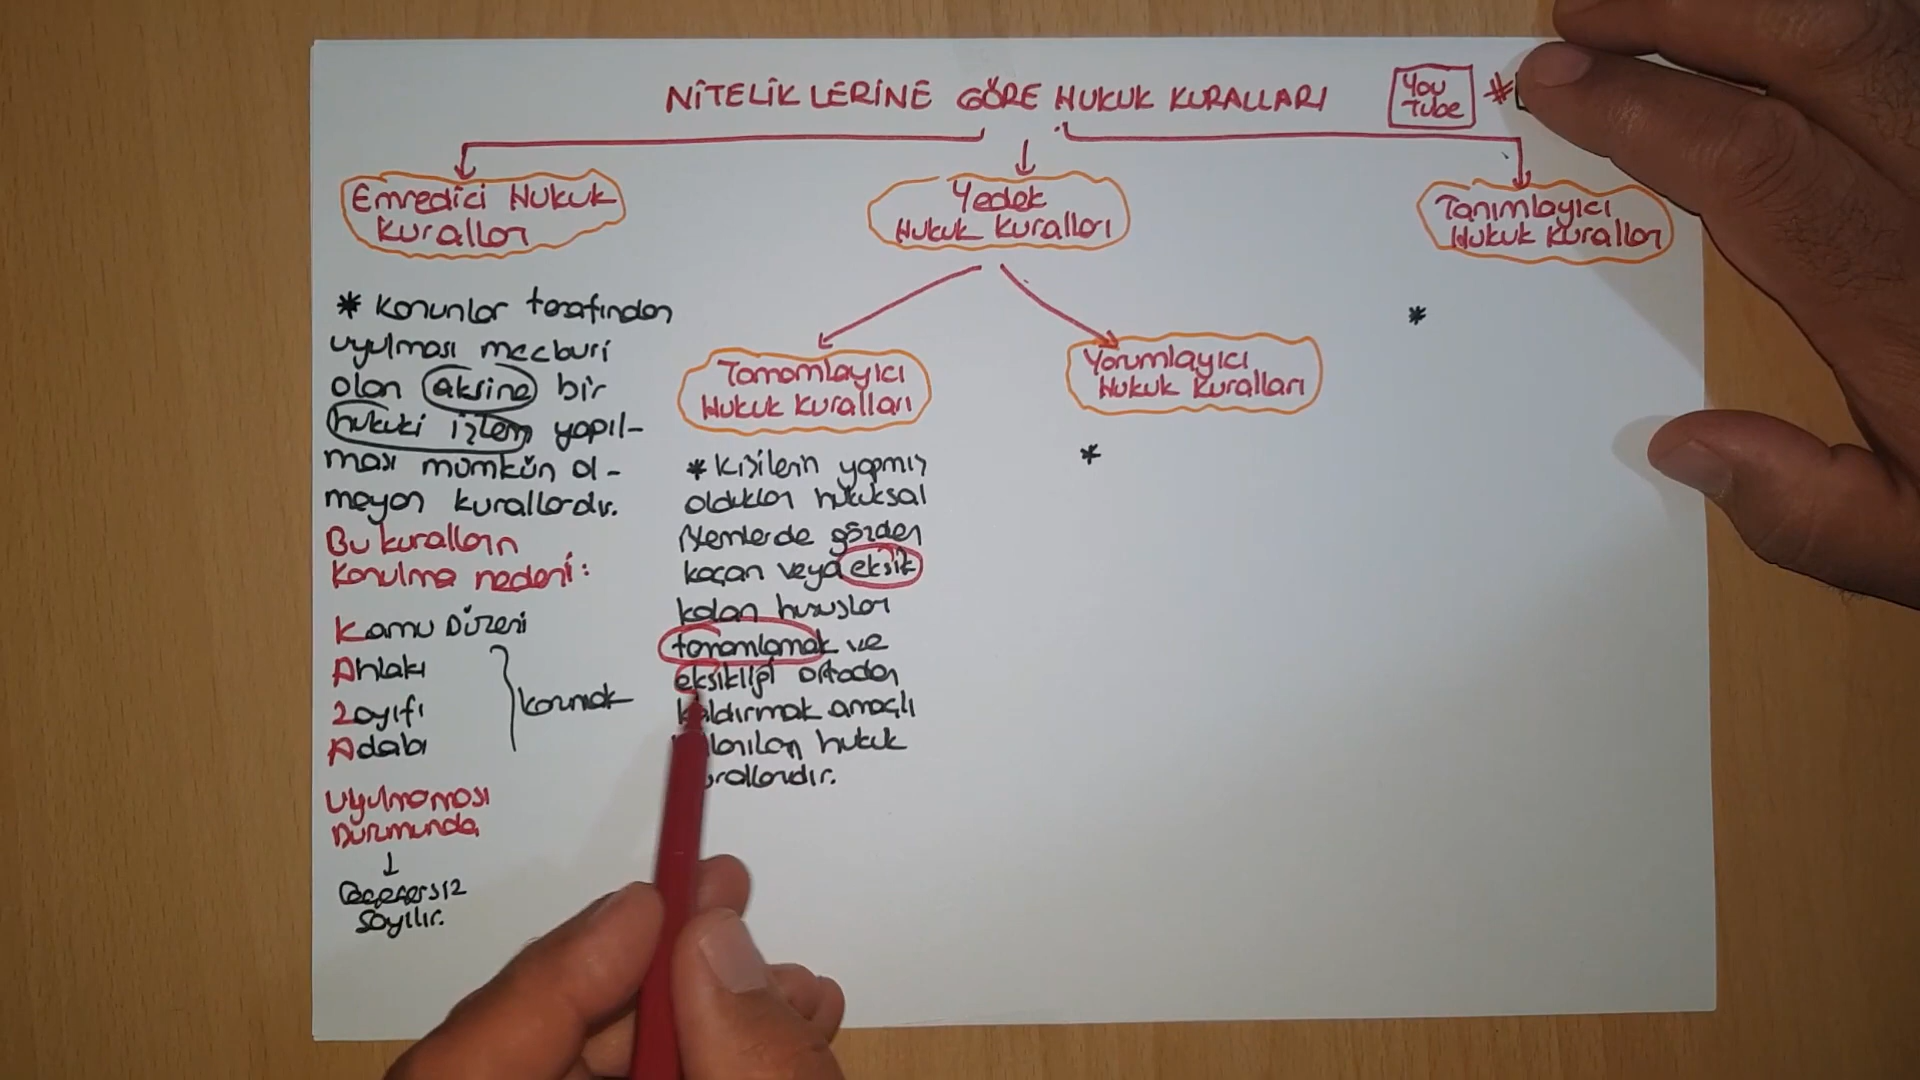 NİTELİKLERİNE GÖRE HUKUK KURALLARI
You
Tube
*
Emredici Hukuk
Kuralları
* Kanunlar tarafından
uyulması mecburi
olan aksine bir
hukuki işlem yapıl-
ması mümkün ol-
mayan kurallardır.
Bu kuralların
konulma nedeni:
Kamu Düzeni
Ahlakı
Zayıfı
Adabı
korumak
Uyulmaması
Durumunda
Geçersiz
Sayılır.
Yedek
Hukuk Kuralları
Tamamlayıcı
Hukuk Kuralları
* Kişilerin yapmış
oldukları hukuksal
işlemlerde gözden
kaçan veya eksik
kalan hususları
tamamlamak ve
eksikliği ortadan
kaldırmak amaçlı
hukuk
Yorumlayıcı
Hukuk Kuralları
*
Tanımlayıcı
Hukuk Kuralları
*